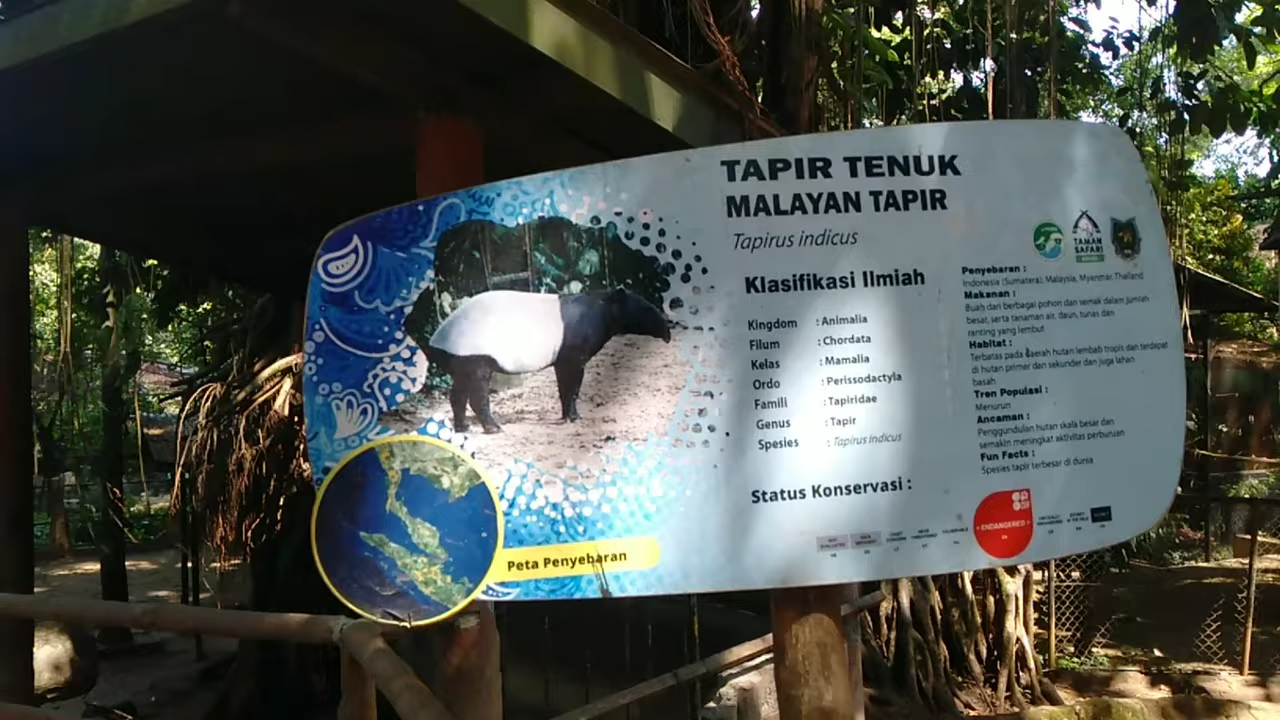 TAPIR TENUK
MALAYAN TAPIR
Tapirus indicus
Klasifikasi Ilmiah
Kingdom : Animalia
Filum : Chordata
Kelas : Mamalia
Ordo : Perissodactyla
Famili : Tapiridae
Genus : Tapir
Spesies : Tapirus indicus
Status Konservasi :
TAMAN
SAFARI
Penyebaran :
Indonesia (Sumatera), Malaysia, Myanmar, Thailand
Makanan :
Buah dari berbagai pohon dan semak dalam jumlah
besar, serta tanaman air, daun, tunas dan
ranting yang lembut
Habitat :
Terbatas pada daerah hutan lembab tropis dan terdapat
di hutan primer dan sekunder dan juga lahan
basah
Tren Populasi :
Menurun
Ancaman :
Penggundulan hutan skala besar dan
semakin meningkat aktivitas perburuan
Fun Facts :
Spesies tapir terbesar di dunia
ENDANGERED
Peta Penyebaran